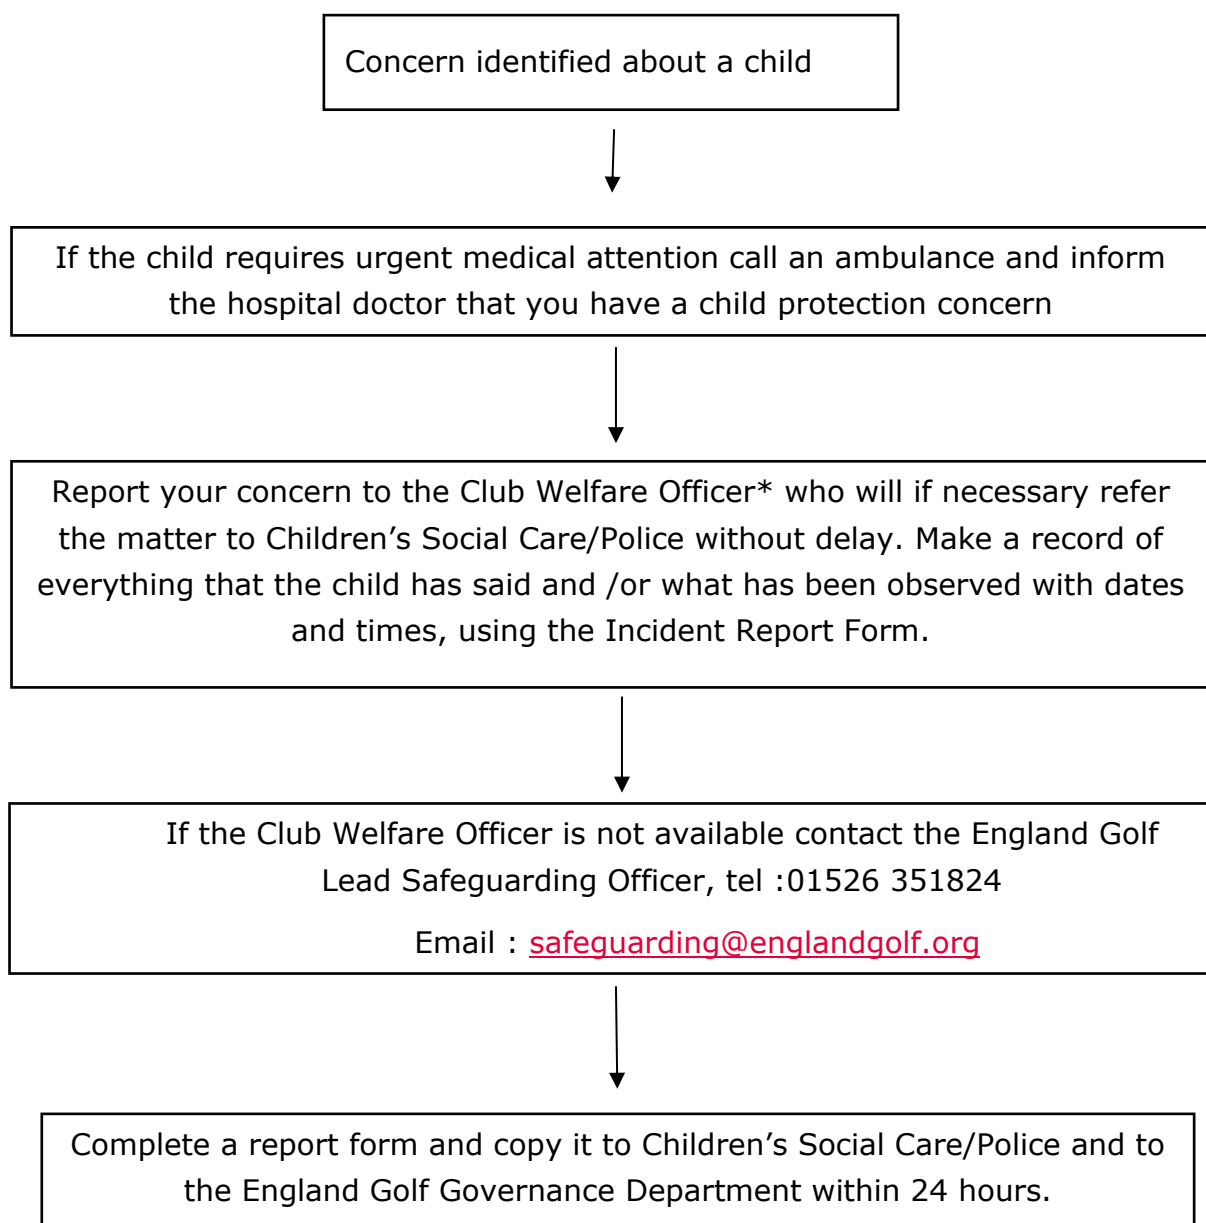 Concern identified about a child
If the child requires urgent medical attention call an ambulance and inform
the hospital doctor that you have a child protection concern
Report your concern to the Club Welfare Officer* who will if necessary refer
the matter to Children’s Social Care/Police without delay. Make a record of
everything that the child has said and /or what has been observed with dates
and times, using the Incident Report Form.
If the Club Welfare Officer is not available contact the England Golf
Lead Safeguarding Officer, tel :01526 351824
Email : safeguarding@englandgolf.org
Complete a report form and copy it to Children’s Social Care/Police and to
the England Golf Governance Department within 24 hours.